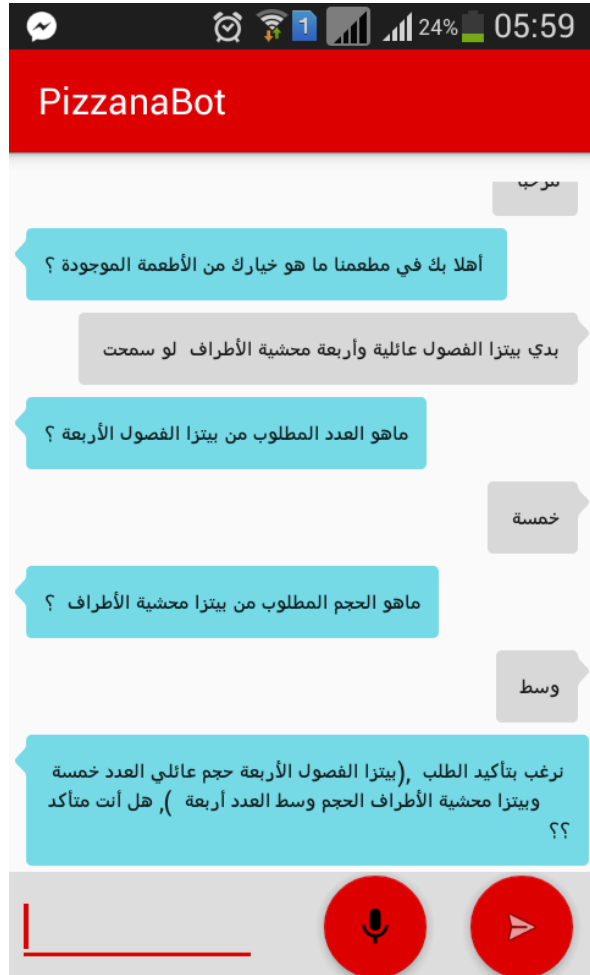 1 24% 05:59
PizzanaBot
مرحبا
أهلا بك في مطعمنا ما هو خيارك من الأطعمة الموجودة ؟
بدي بيتزا الفصول عائلية وأربعة محشية الأطراف لو سمحت
ماهو العدد المطلوب من بيتزا الفصول الأربعة ؟
خمسة
ماهو الحجم المطلوب من بيتزا محشية الأطراف ؟
وسط
نرغب بتأكيد الطلب ,(بيتزا الفصول الأربعة حجم عائلي العدد خمسة
وبيتزا محشية الأطراف الحجم وسط العدد أربعة ), هل أنت متأكد
؟؟